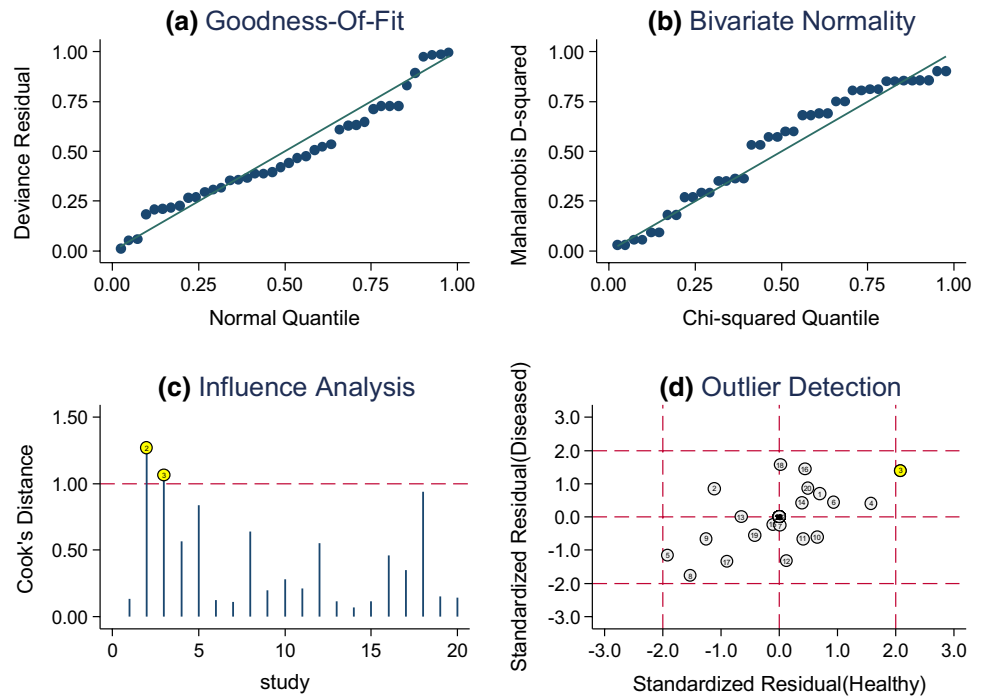 (a) Goodness-Of-Fit
Deviance Residual
1.00
0.75
0.50
0.25
0.00
0.00 0.25 0.50 0.75 1.00
Normal Quantile
(b) Bivariate Normality
Mahalanobis D-squared
1.00
0.75
0.50
0.25
0.00
0.00 0.25 0.50 0.75 1.00
Chi-squared Quantile
(c) Influence Analysis
Cook's Distance
1.50
1.00
0.50
0.00
2
3
0 5 10 15 20
study
(d) Outlier Detection
Standardized Residual(Diseased)
3.0
2.0
1.0
0.0
-1.0
-2.0
-3.0
18
16
3
2
20
1
14
6
4
13
7
19
9
11
10
5
17
12
8
-3.0 -2.0 -1.0 0.0 1.0 2.0 3.0
Standardized Residual(Healthy)